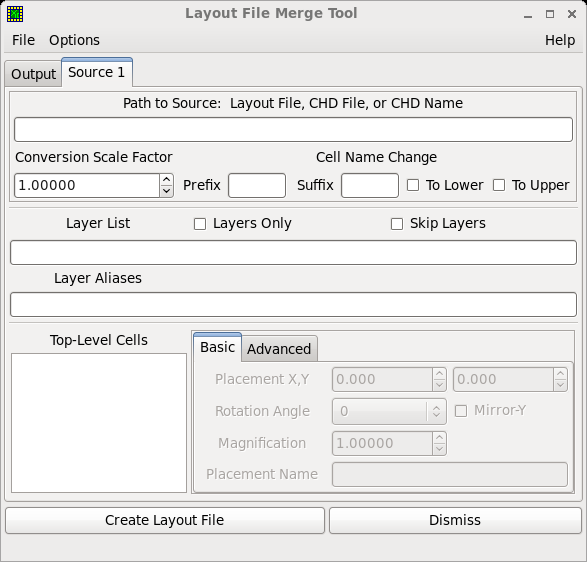 Layout File Merge Tool
File Options Help
Output Source 1
Path to Source: Layout File, CHD File, or CHD Name
Conversion Scale Factor Cell Name Change
1.00000 Prefix Suffix To Lower To Upper
Layer List Layers Only Skip Layers
Layer Aliases
Top-Level Cells
Basic Advanced
Placement X,Y 0.000 0.000
Rotation Angle 0 Mirror-Y
Magnification 1.00000
Placement Name
Create Layout File Dismiss